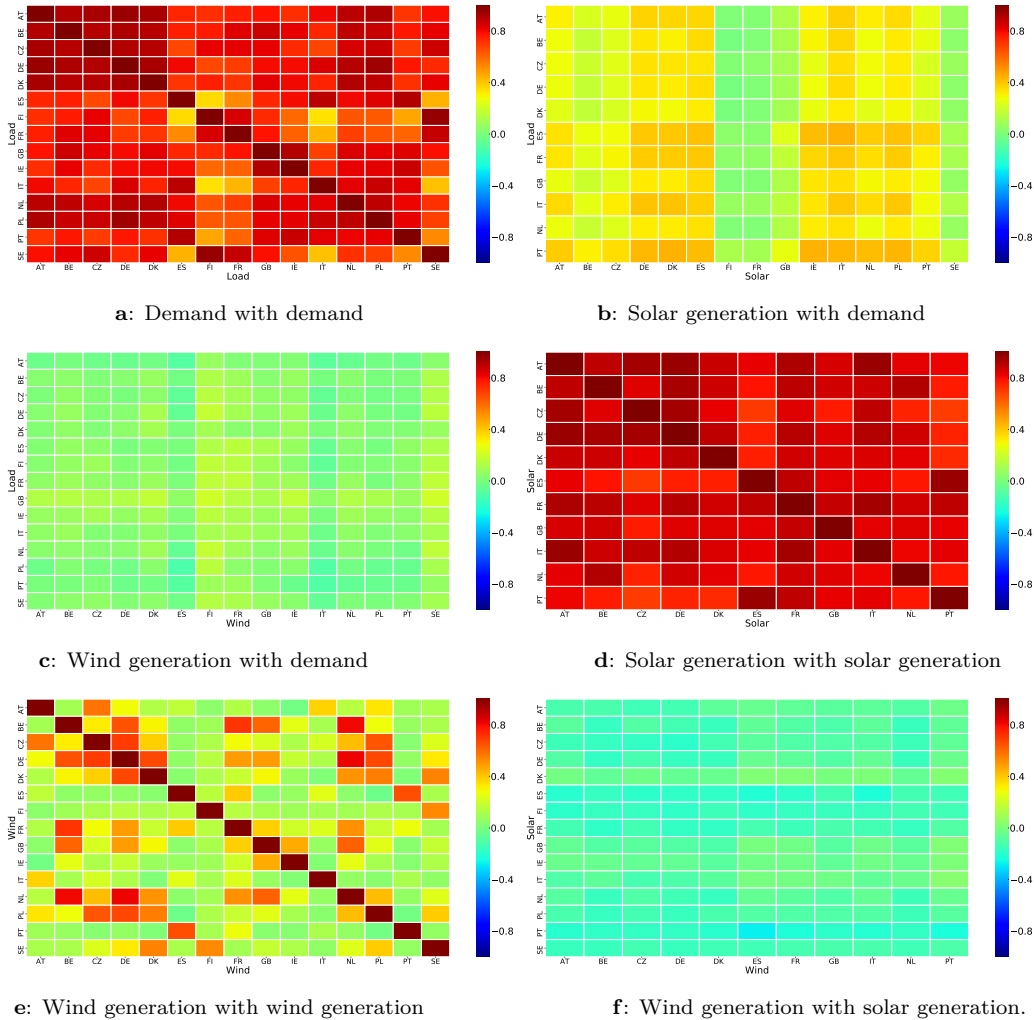 AT
BE
CZ
DE
DK
ES
FI
FR
GB
IE
IT
NL
PL
PT
SE
Load
AT BE CZ DE DK ES FI FR GB IE IT NL PL PT SE
Load
0.8
0.4
0.0
−0.4
−0.8
a: Demand with demand
AT
BE
CZ
DE
DK
ES
FR
GB
IT
NL
PT
Load
AT BE CZ DE DK ES FI FR GB IE IT NL PL PT SE
Solar
0.8
0.4
0.0
−0.4
−0.8
b: Solar generation with demand
AT
BE
CZ
DE
DK
ES
FI
FR
GB
IE
IT
NL
PL
PT
SE
Load
AT BE CZ DE DK ES FI FR GB IE IT NL PL PT SE
Wind
0.8
0.4
0.0
−0.4
−0.8
c: Wind generation with demand
AT
BE
CZ
DE
DK
ES
FR
GB
IT
NL
PT
Solar
AT BE CZ DE DK ES FR GB IT NL PT
Solar
0.8
0.4
0.0
−0.4
−0.8
d: Solar generation with solar generation
AT
BE
CZ
DE
DK
ES
FI
FR
GB
IE
IT
NL
PL
PT
SE
Wind
AT BE CZ DE DK ES FI FR GB IE IT NL PL PT SE
Wind
0.8
0.4
0.0
−0.4
−0.8
e: Wind generation with wind generation
AT
BE
CZ
DE
DK
ES
FI
FR
GB
IE
IT
NL
PL
PT
SE
Solar
AT BE CZ DE DK ES FR GB IT NL PT
Wind
0.8
0.4
0.0
−0.4
−0.8
f: Wind generation with solar generation.